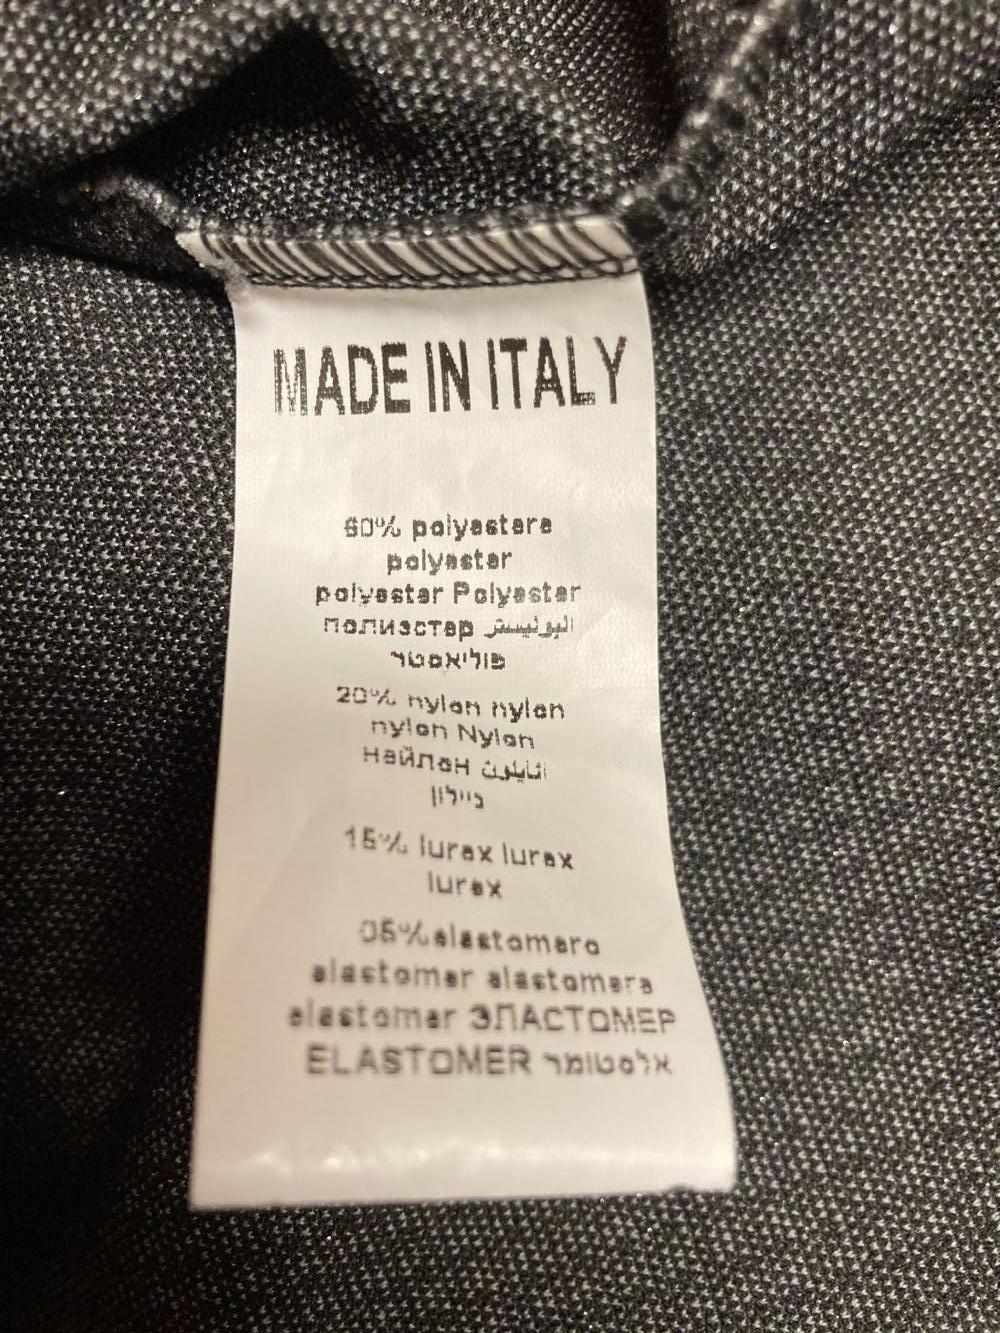 MADE IN ITALY
60% polyestere
polyester
polyester Polyester
полиэстер البوليستر
פוליאסטר
20% nylon nylon
nylon Nylon
нейлон النايلون
ניילון
15% lurex lurex
lurex
05%elastomero
elastomer elastomere
elastomer ЭЛАСТОМЕР
ELASTOMER אלסטומר